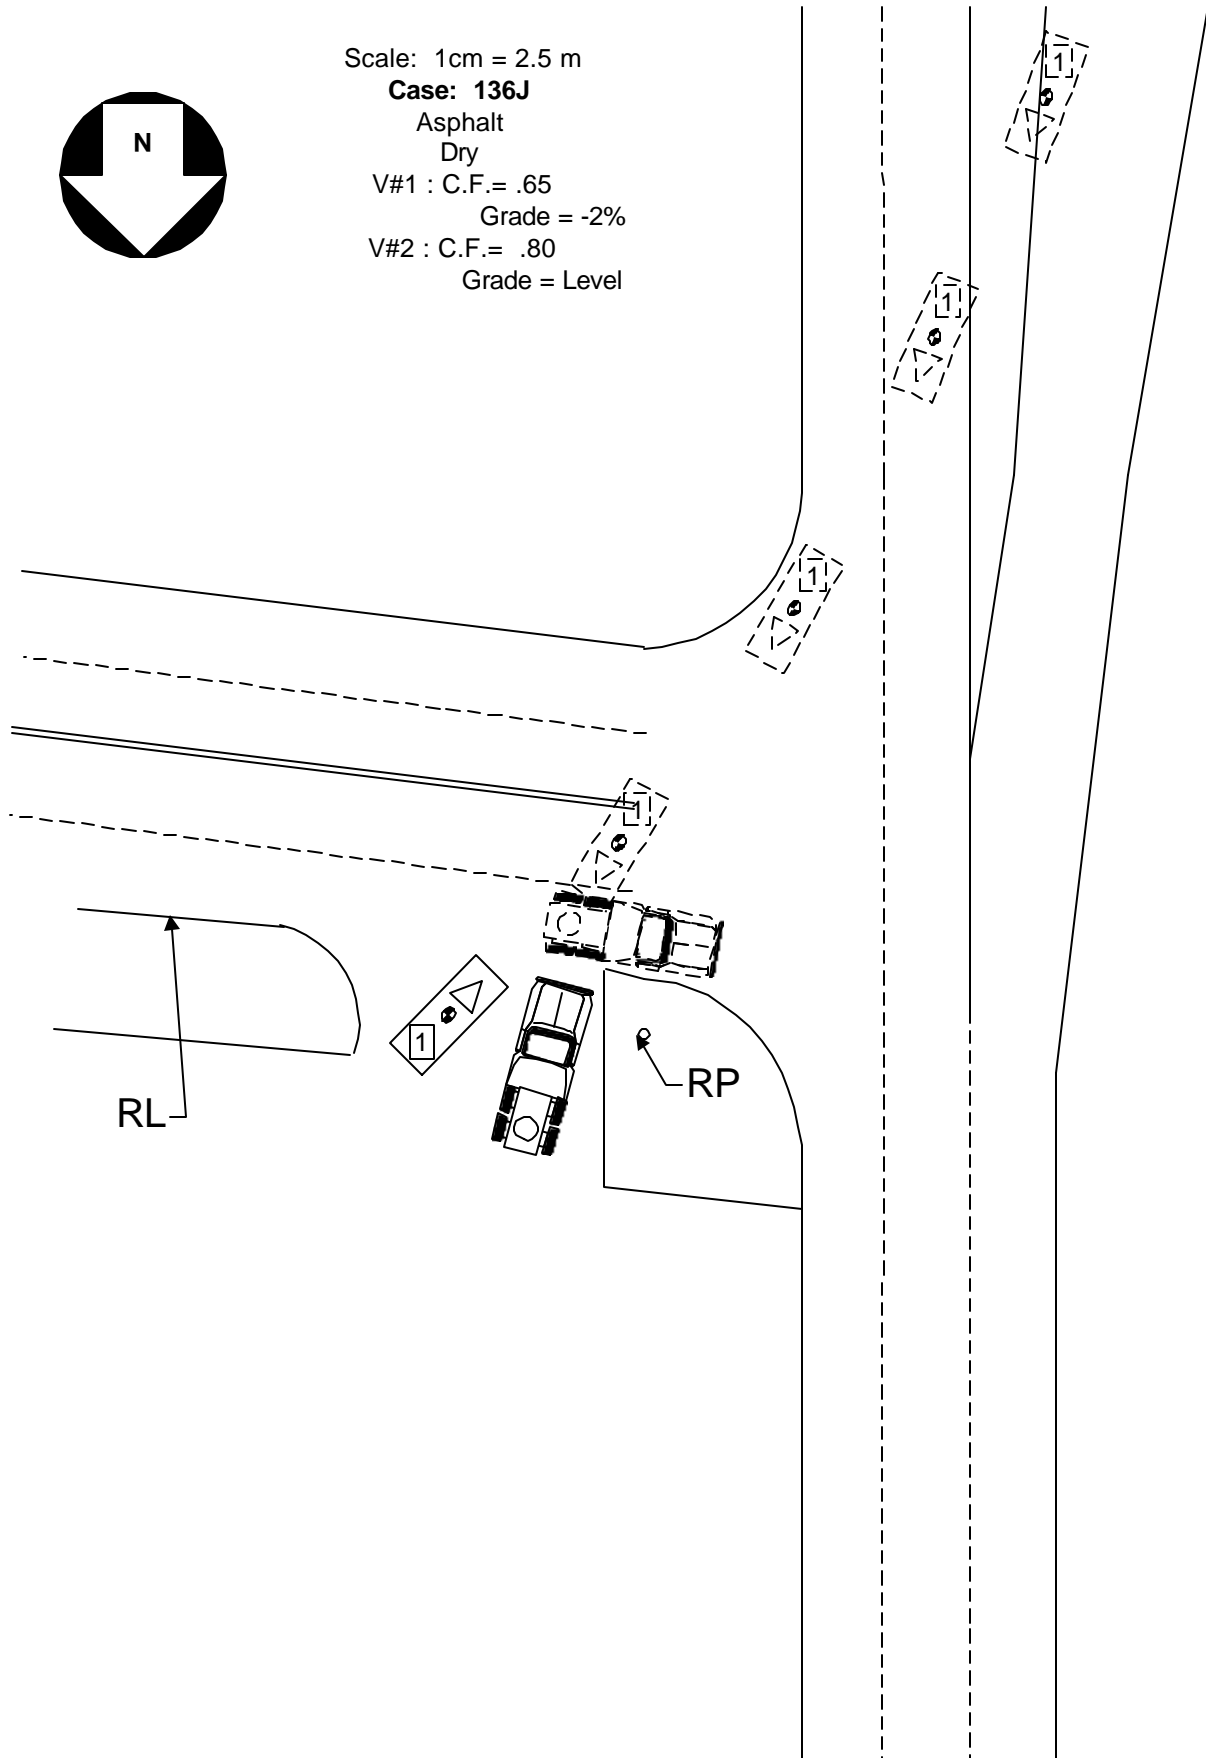 Scale: 1cm = 2.5 m
Case: 136J
Asphalt
Dry
V#1 : C.F.= .65
Grade = -2%
V#2 : C.F.= .80
Grade = Level
N
1
1
1
1
1
RP
RL